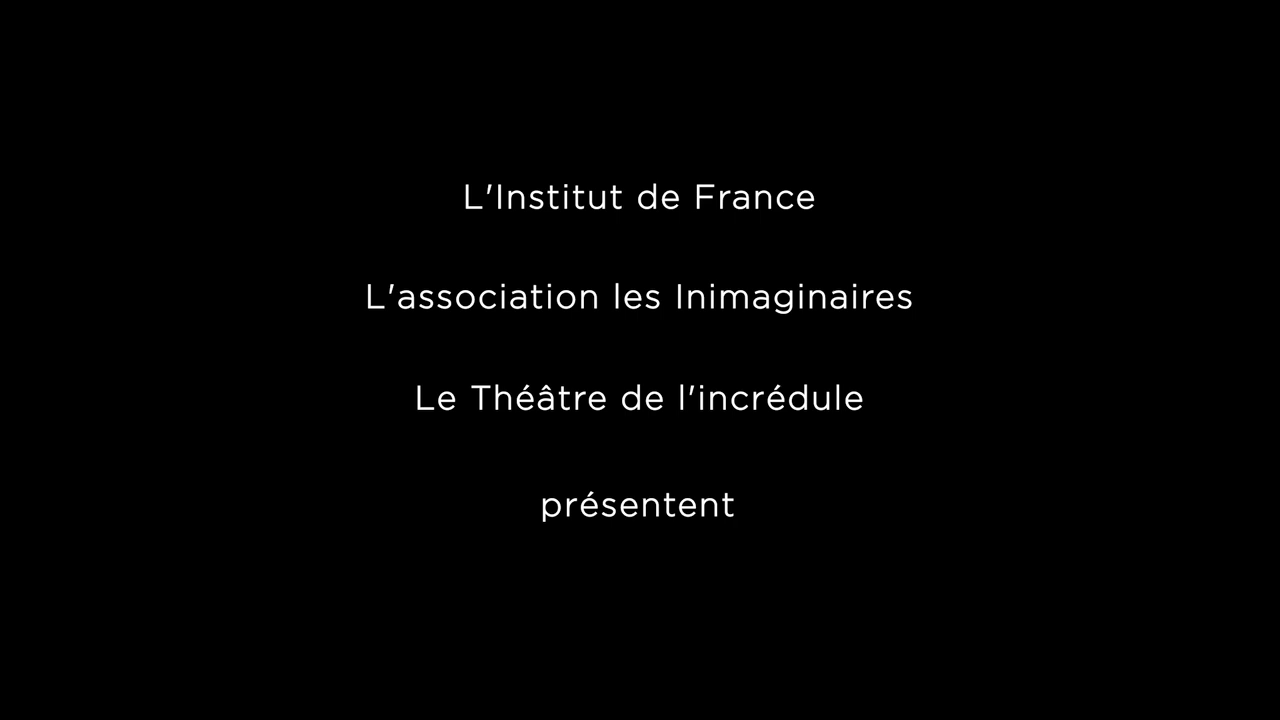 L'Institut de France
L'association les Inimaginaires
Le Théâtre de l'incrédule
présentent